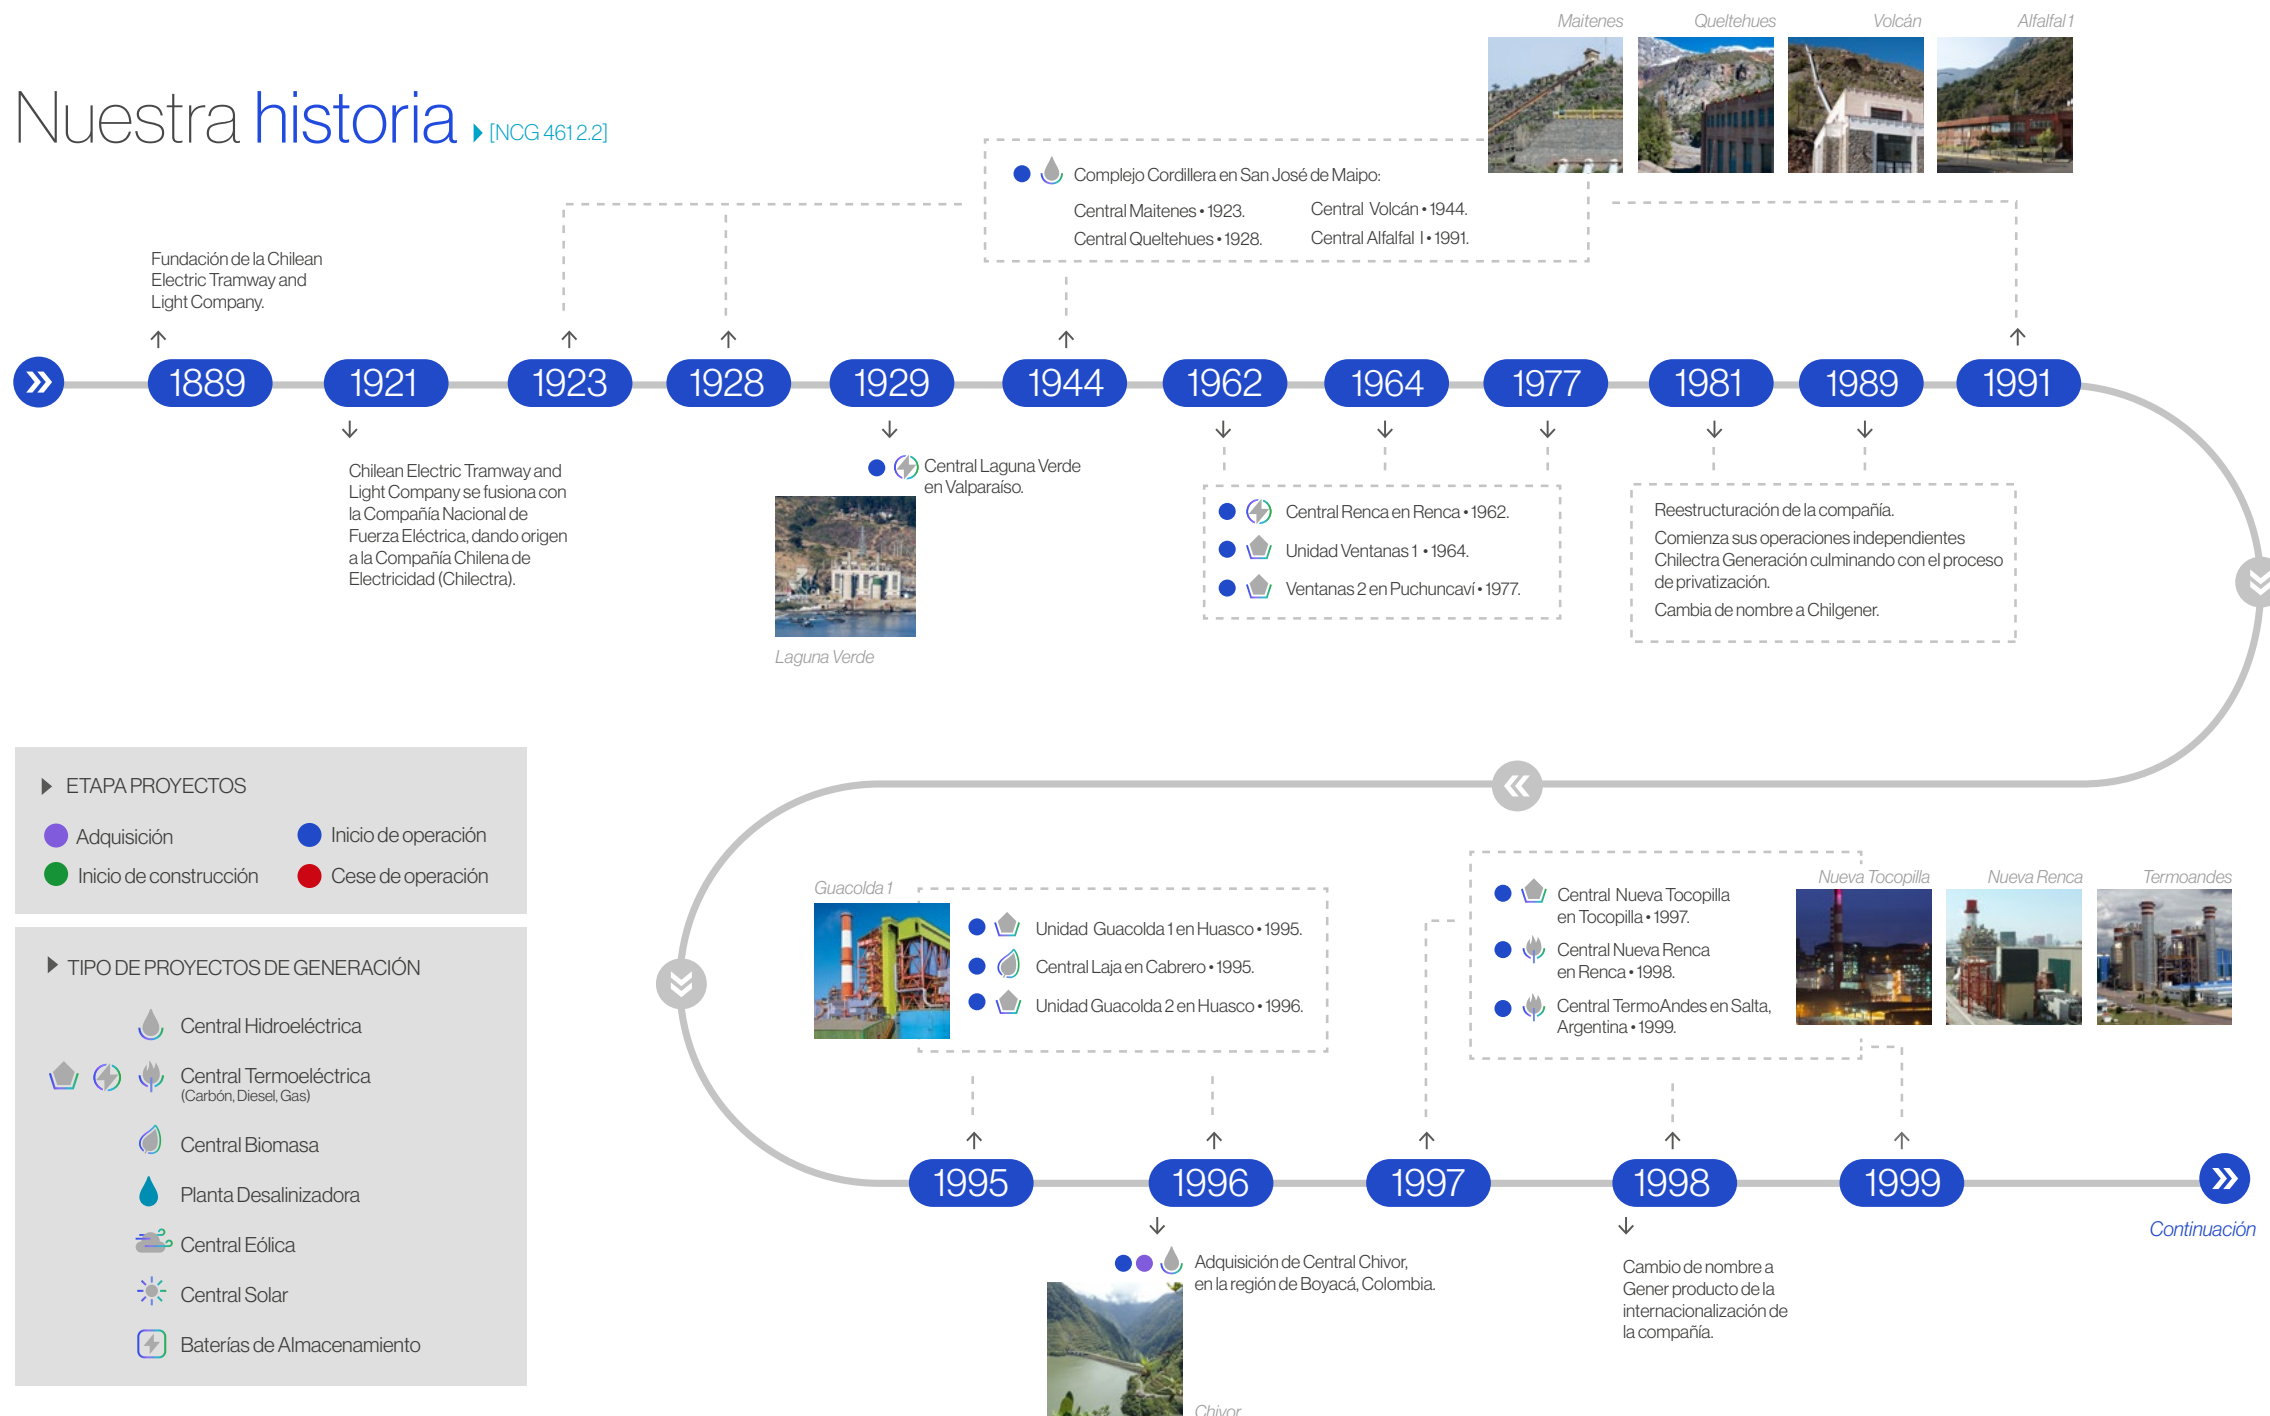 Nuestra historia [NCG 461 2.2]
Maitenes
Queltehues
Volcán
Alfalfal 1
Complejo Cordillera en San José de Maipo:
Central Maitenes • 1923.
Central Volcán • 1944.
Central Queltehues • 1928.
Central Alfalfal I • 1991.
Fundación de la Chilean
Electric Tramway and
Light Company.
1889
1921
1923
1928
1929
1944
1962
1964
1977
1981
1989
1991
Chilean Electric Tramway and
Light Company se fusiona con
la Compañía Nacional de
Fuerza Eléctrica, dando origen
a la Compañía Chilena de
Electricidad (Chilectra).
Central Laguna Verde
en Valparaíso.
Laguna Verde
Central Renca en Renca • 1962.
Unidad Ventanas 1 • 1964.
Ventanas 2 en Puchuncaví • 1977.
Reestructuración de la compañía.
Comienza sus operaciones independientes
Chilectra Generación culminando con el proceso
de privatización.
Cambia de nombre a Chilgener.
ETAPA PROYECTOS
Adquisición
Inicio de operación
Inicio de construcción
Cese de operación
TIPO DE PROYECTOS DE GENERACIÓN
Central Hidroeléctrica
Central Termoeléctrica
(Carbón, Diesel, Gas)
Central Biomasa
Planta Desalinizadora
Central Eólica
Central Solar
Baterías de Almacenamiento
Guacolda 1
Unidad Guacolda 1 en Huasco • 1995.
Central Laja en Cabrero • 1995.
Unidad Guacolda 2 en Huasco • 1996.
Central Nueva Tocopilla
en Tocopilla • 1997.
Central Nueva Renca
en Renca • 1998.
Central TermoAndes en Salta,
Argentina • 1999.
Nueva Tocopilla
Nueva Renca
Termoandes
1995
1996
1997
1998
1999
Continuación
Adquisición de Central Chivor,
en la región de Boyacá, Colombia.
Chivor
Cambio de nombre a
Gener producto de la
internacionalización de
la compañía.